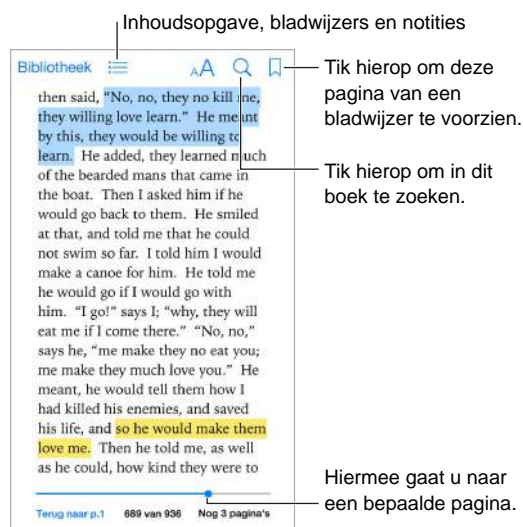 Inhoudsopgave, bladwijzers en notities
Bibliotheek AA
then said, “No, no, they no kill me,
they willing love learn.” He meant
by this, they would be willing to
learn. He added, they learned much
of the bearded mans that came in
the boat. Then I asked him if he
would go back to them. He smiled
at that, and told me that he could
not swim so far. I told him I would
make a canoe for him. He told me
he would go if I would go with
him. “I go!” says I; “why, they will
eat me if I come there.” “No, no,”
says he, “me make they no eat you;
me make they much love you.” He
meant, he would tell them how I
had killed his enemies, and saved
his life, and so he would make them
love me. Then he told me, as well
as he could, how kind they were to
Terug naar p.1 689 van 936 Nog 3 pagina's
Tik hierop om deze
pagina van een
bladwijzer te voorzien.
Tik hierop om in dit
boek te zoeken.
Hiermee gaat u naar
een bepaalde pagina.